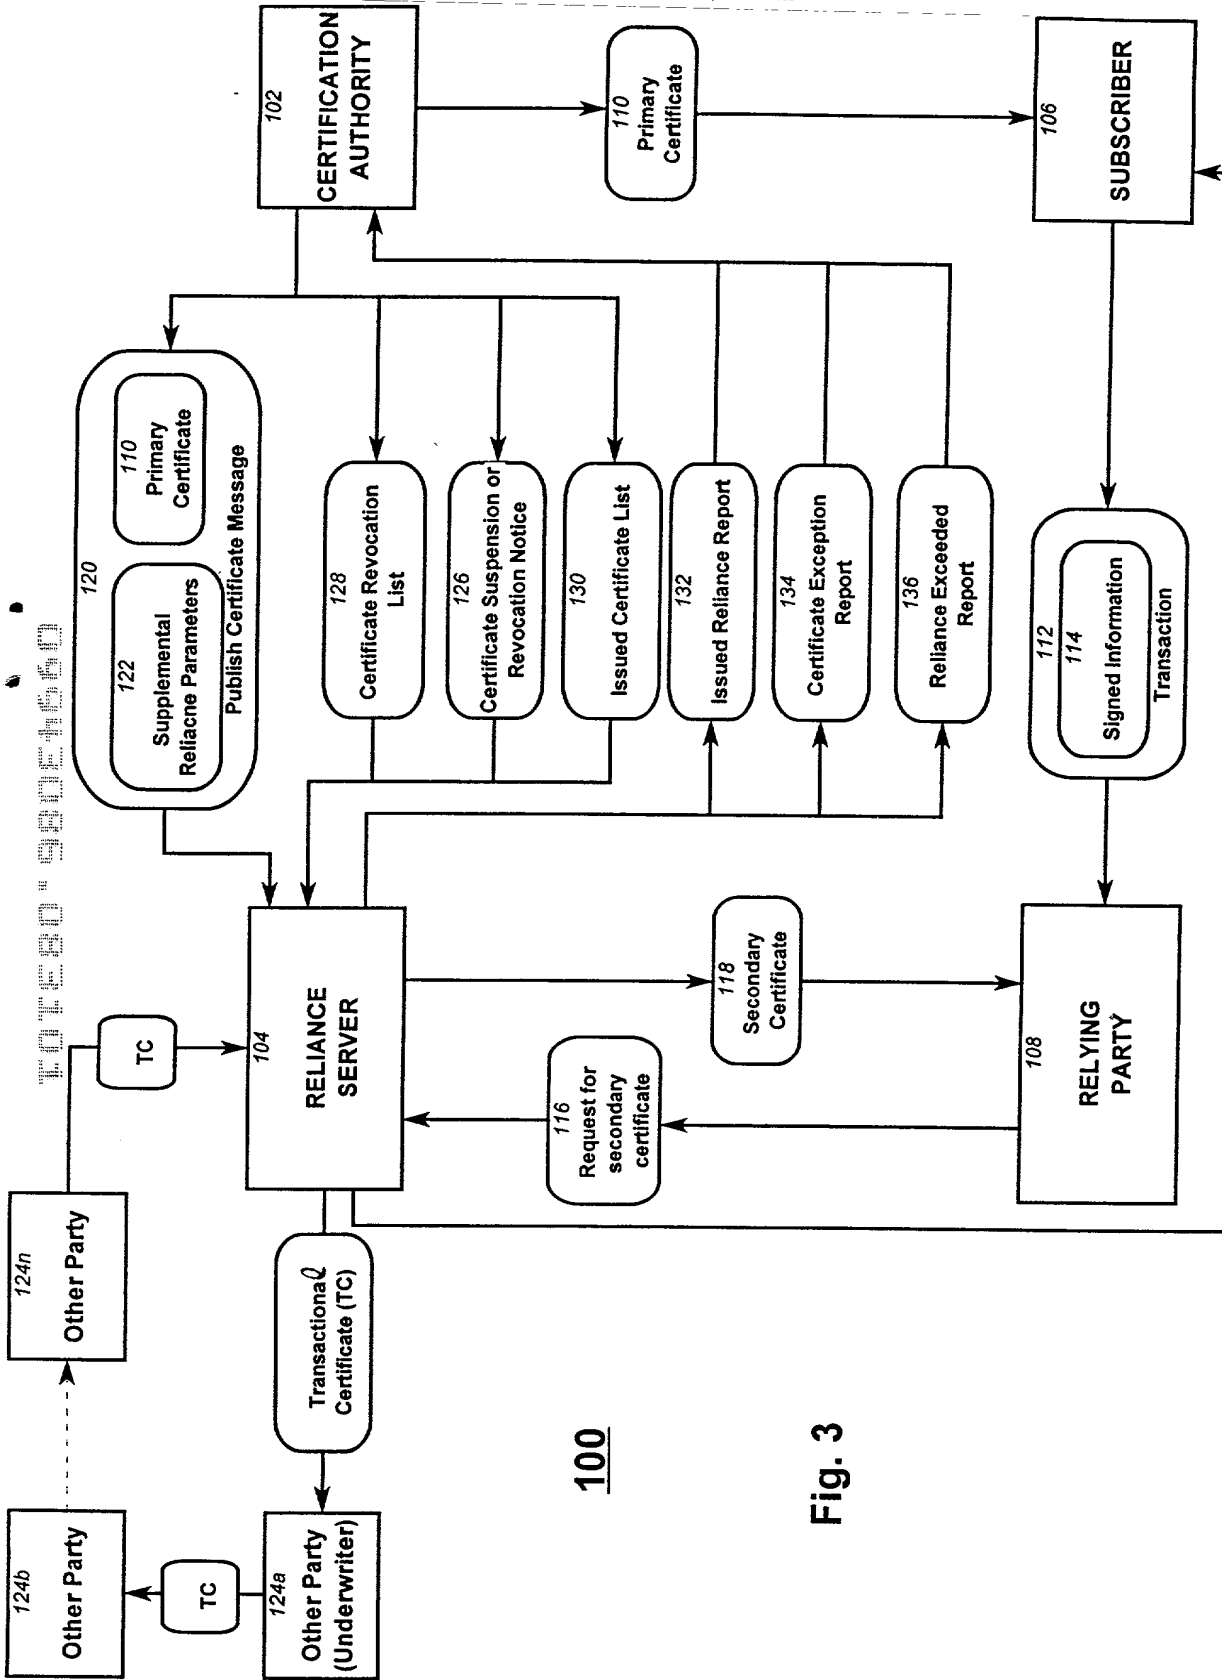 124b
Other Party
124n
Other Party
TC
TC
124a
Other Party
(Underwriter)
Transactional
Certificate (TC)
104
RELIANCE
SERVER
120
122
Supplemental
Reliacne Parameters
110
Primary
Certificate
Publish Certificate Message
102
CERTIFICATION
AUTHORITY
128
Certificate Revocation
List
126
Certificate Suspension or
Revocation Notice
130
Issued Certificate List
132
Issued Reliance Report
134
Certificate Exception
Report
136
Reliance Exceeded
Report
110
Primary
Certificate
116
Request for
secondary
certificate
118
Secondary
Certificate
108
RELYING
PARTY
112
114
Signed Information
Transaction
106
SUBSCRIBER
100
Fig. 3